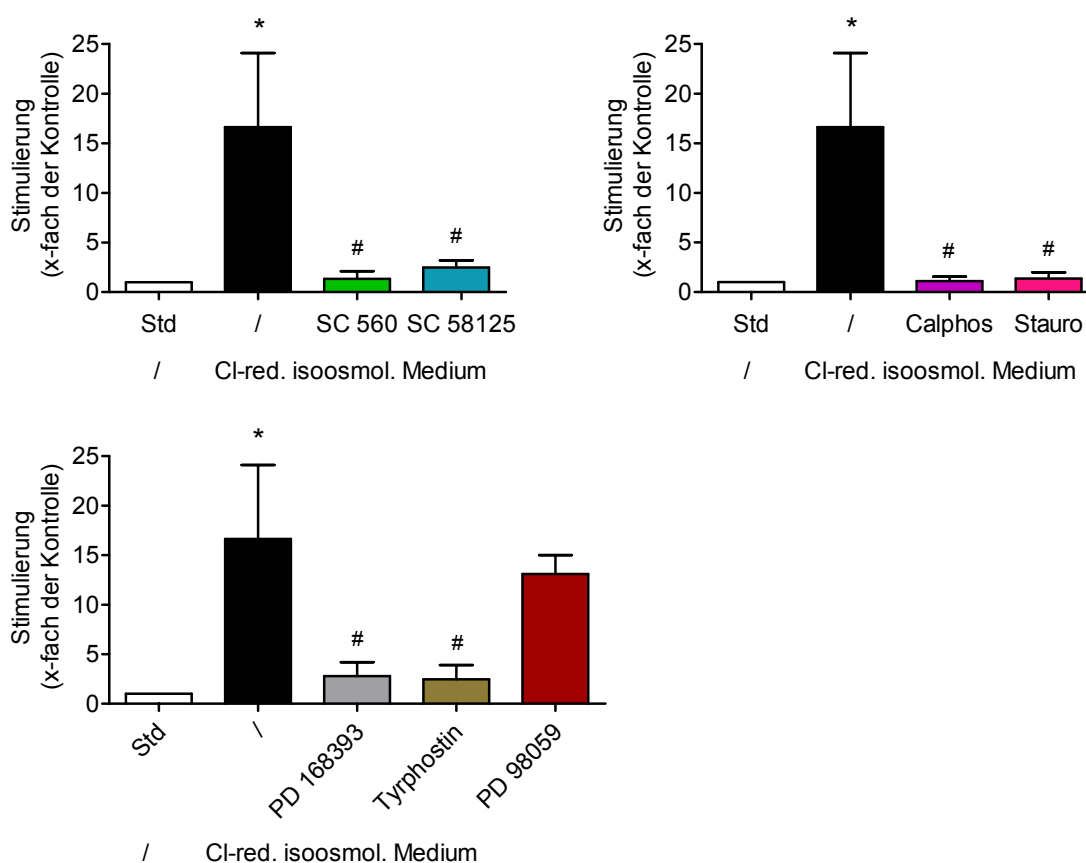 *
25
20
15
10
5
0
Stimulierung
(x-fach der Kontrolle)
#
#
Std
/
SC 560
SC 58125
/
Cl-red. isoosmol. Medium
*
25
20
15
10
5
0
Stimulierung
(x-fach der Kontrolle)
#
#
Std
/
Calphos
Stauro
/
Cl-red. isoosmol. Medium
*
25
20
15
10
5
0
Stimulierung
(x-fach der Kontrolle)
#
#
Std
/
PD 168393
Tyrphostin
PD 98059
/
Cl-red. isoosmol. Medium